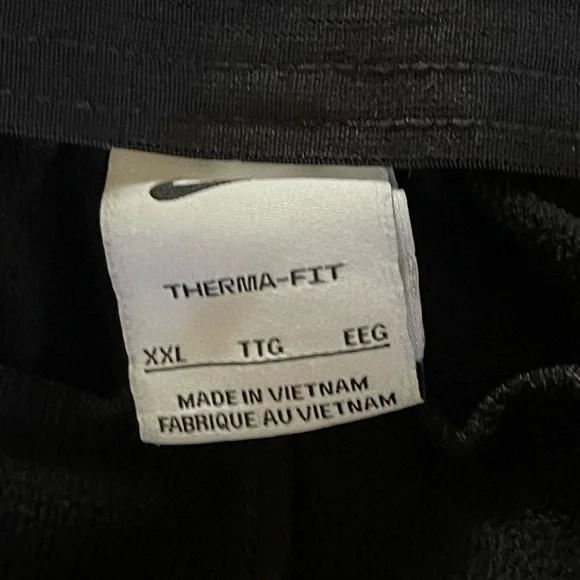 THERMA-FIT
XXL TTG EEG
MADE IN VIETNAM
FABRIQUE AU VIETNAM